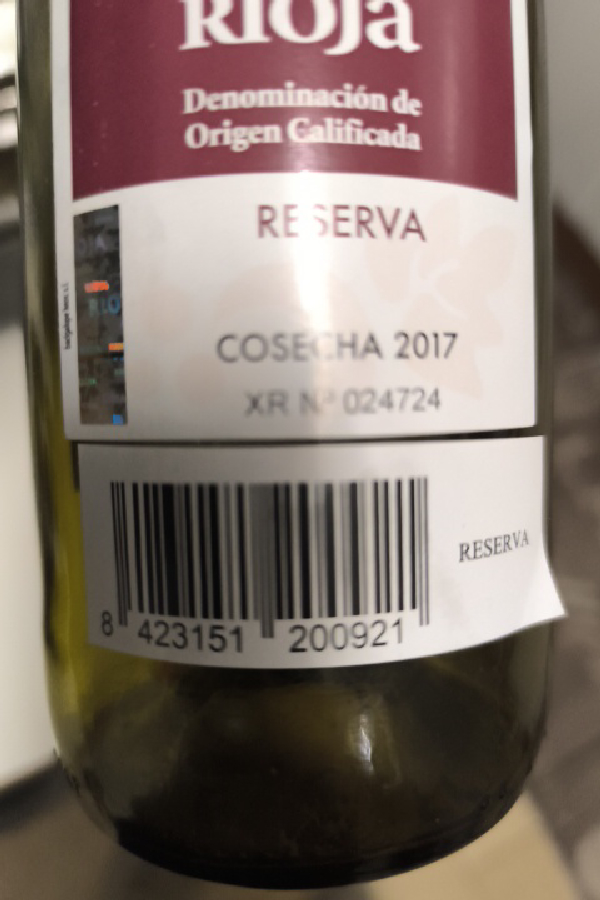 RIOJa
Denominación de
Origen Calificada
RESERVA
COSECHA 2017
XR Nº 024724
RESERVA
8 423151 200921